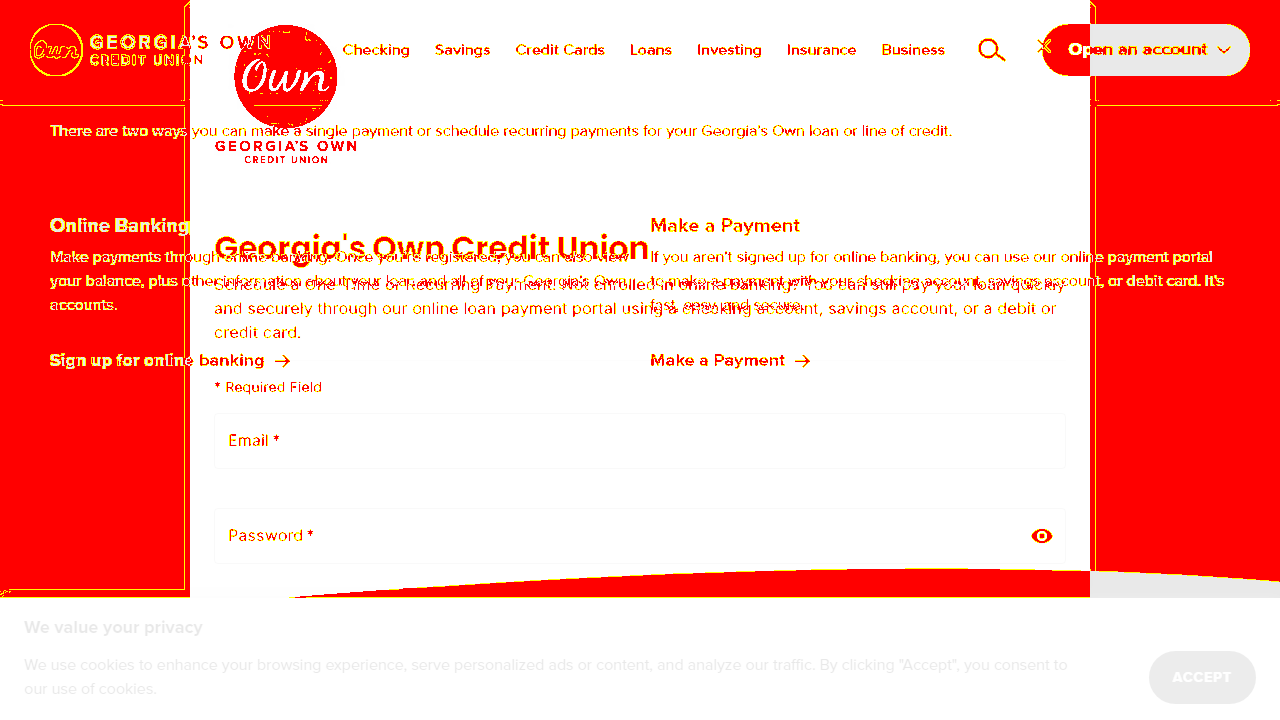 GEORGIA'S OWN
CREDIT UNION
Own
Checking
Savings
Credit Cards
Loans
Investing
Insurance
Business
Open an account
Own
GEORGIA'S OWN
CREDIT UNION
There are two ways you can make a single payment or schedule recurring payments for your Georgia's Own loan or line of credit.
Online Banking
Make payments through online banking. Once you're registered, you can also view
your balance, plus other information about your loan and all of your Georgia's Own
accounts.
Sign up for online banking
Make a Payment
If you aren't signed up for online banking, you can use our online payment portal
to make a payment with your checking account, savings account, or debit card. It's
fast, easy and secure.
Make a Payment
Georgia's Own Credit Union
Schedule a One-Time or Recurring Payment. Not enrolled in online banking? You can still pay your loan quickly
and securely through our online loan payment portal using a checking account, savings account, or a debit or
credit card.
* Required Field
Email *
Password *
We value your privacy
We use cookies to enhance your browsing experience, serve personalized ads or content, and analyze our traffic. By clicking "Accept", you consent to
our use of cookies.
ACCEPT